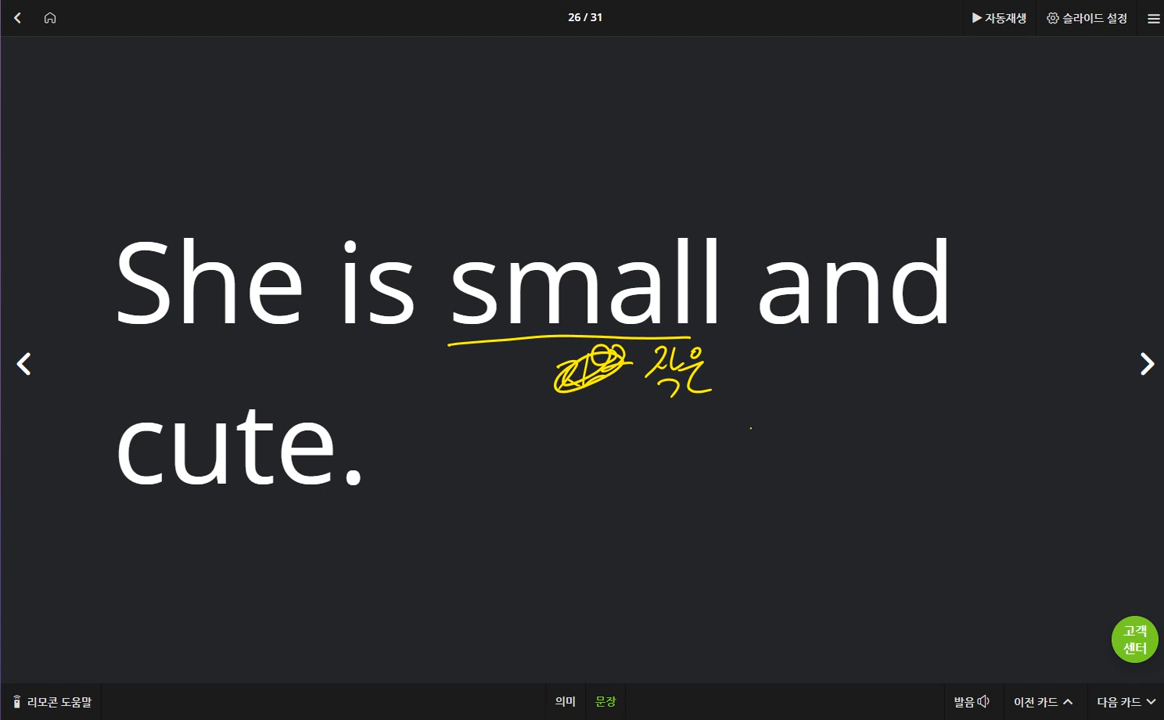 26 / 31
자동재생
슬라이드 설정
She is small and
작은
cute.
고객
센터
리모콘 도움말
의미
문장
발음
이전 카드
다음 카드